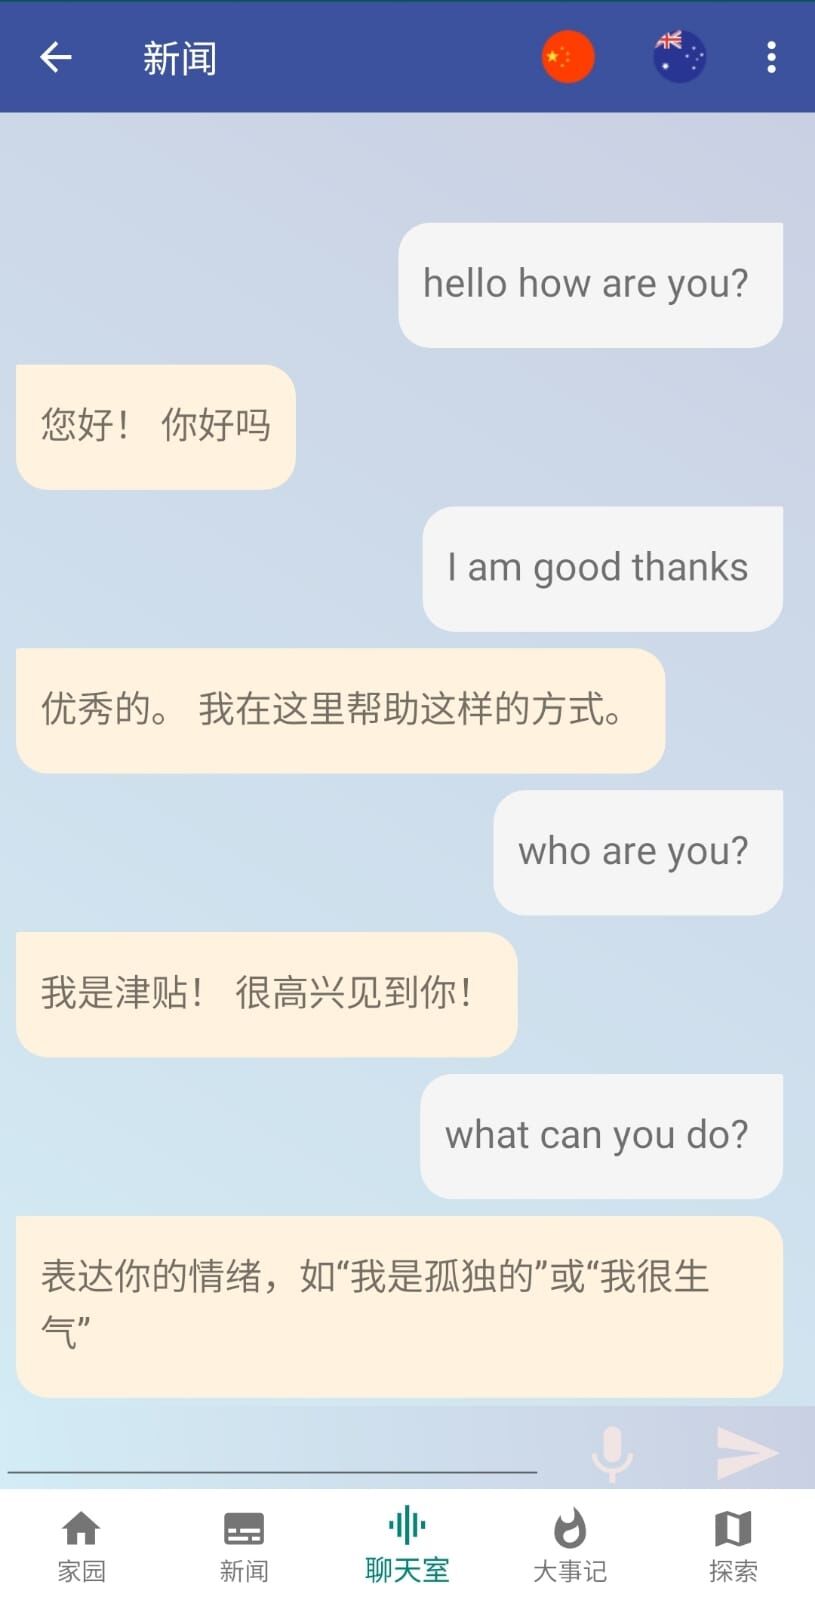 新闻
hello how are you?
您好！ 你好吗
I am good thanks
优秀的。 我在这里帮助这样的方式。
who are you?
我是津贴！ 很高兴见到你！
what can you do?
表达你的情绪，如“我是孤独的”或“我很生
气”
家园 新闻 聊天室 大事记 探索